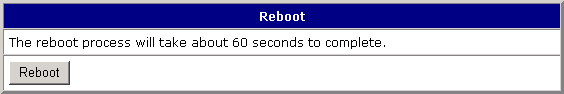 Reboot
The reboot process will take about 60 seconds to complete.
Reboot